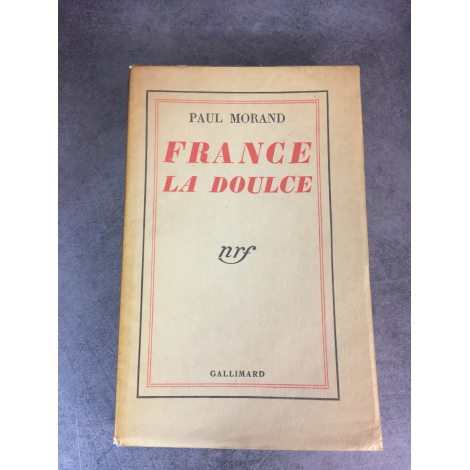 PAUL MORAND
FRANCE
LA DOULCE
nrf
GALLIMARD